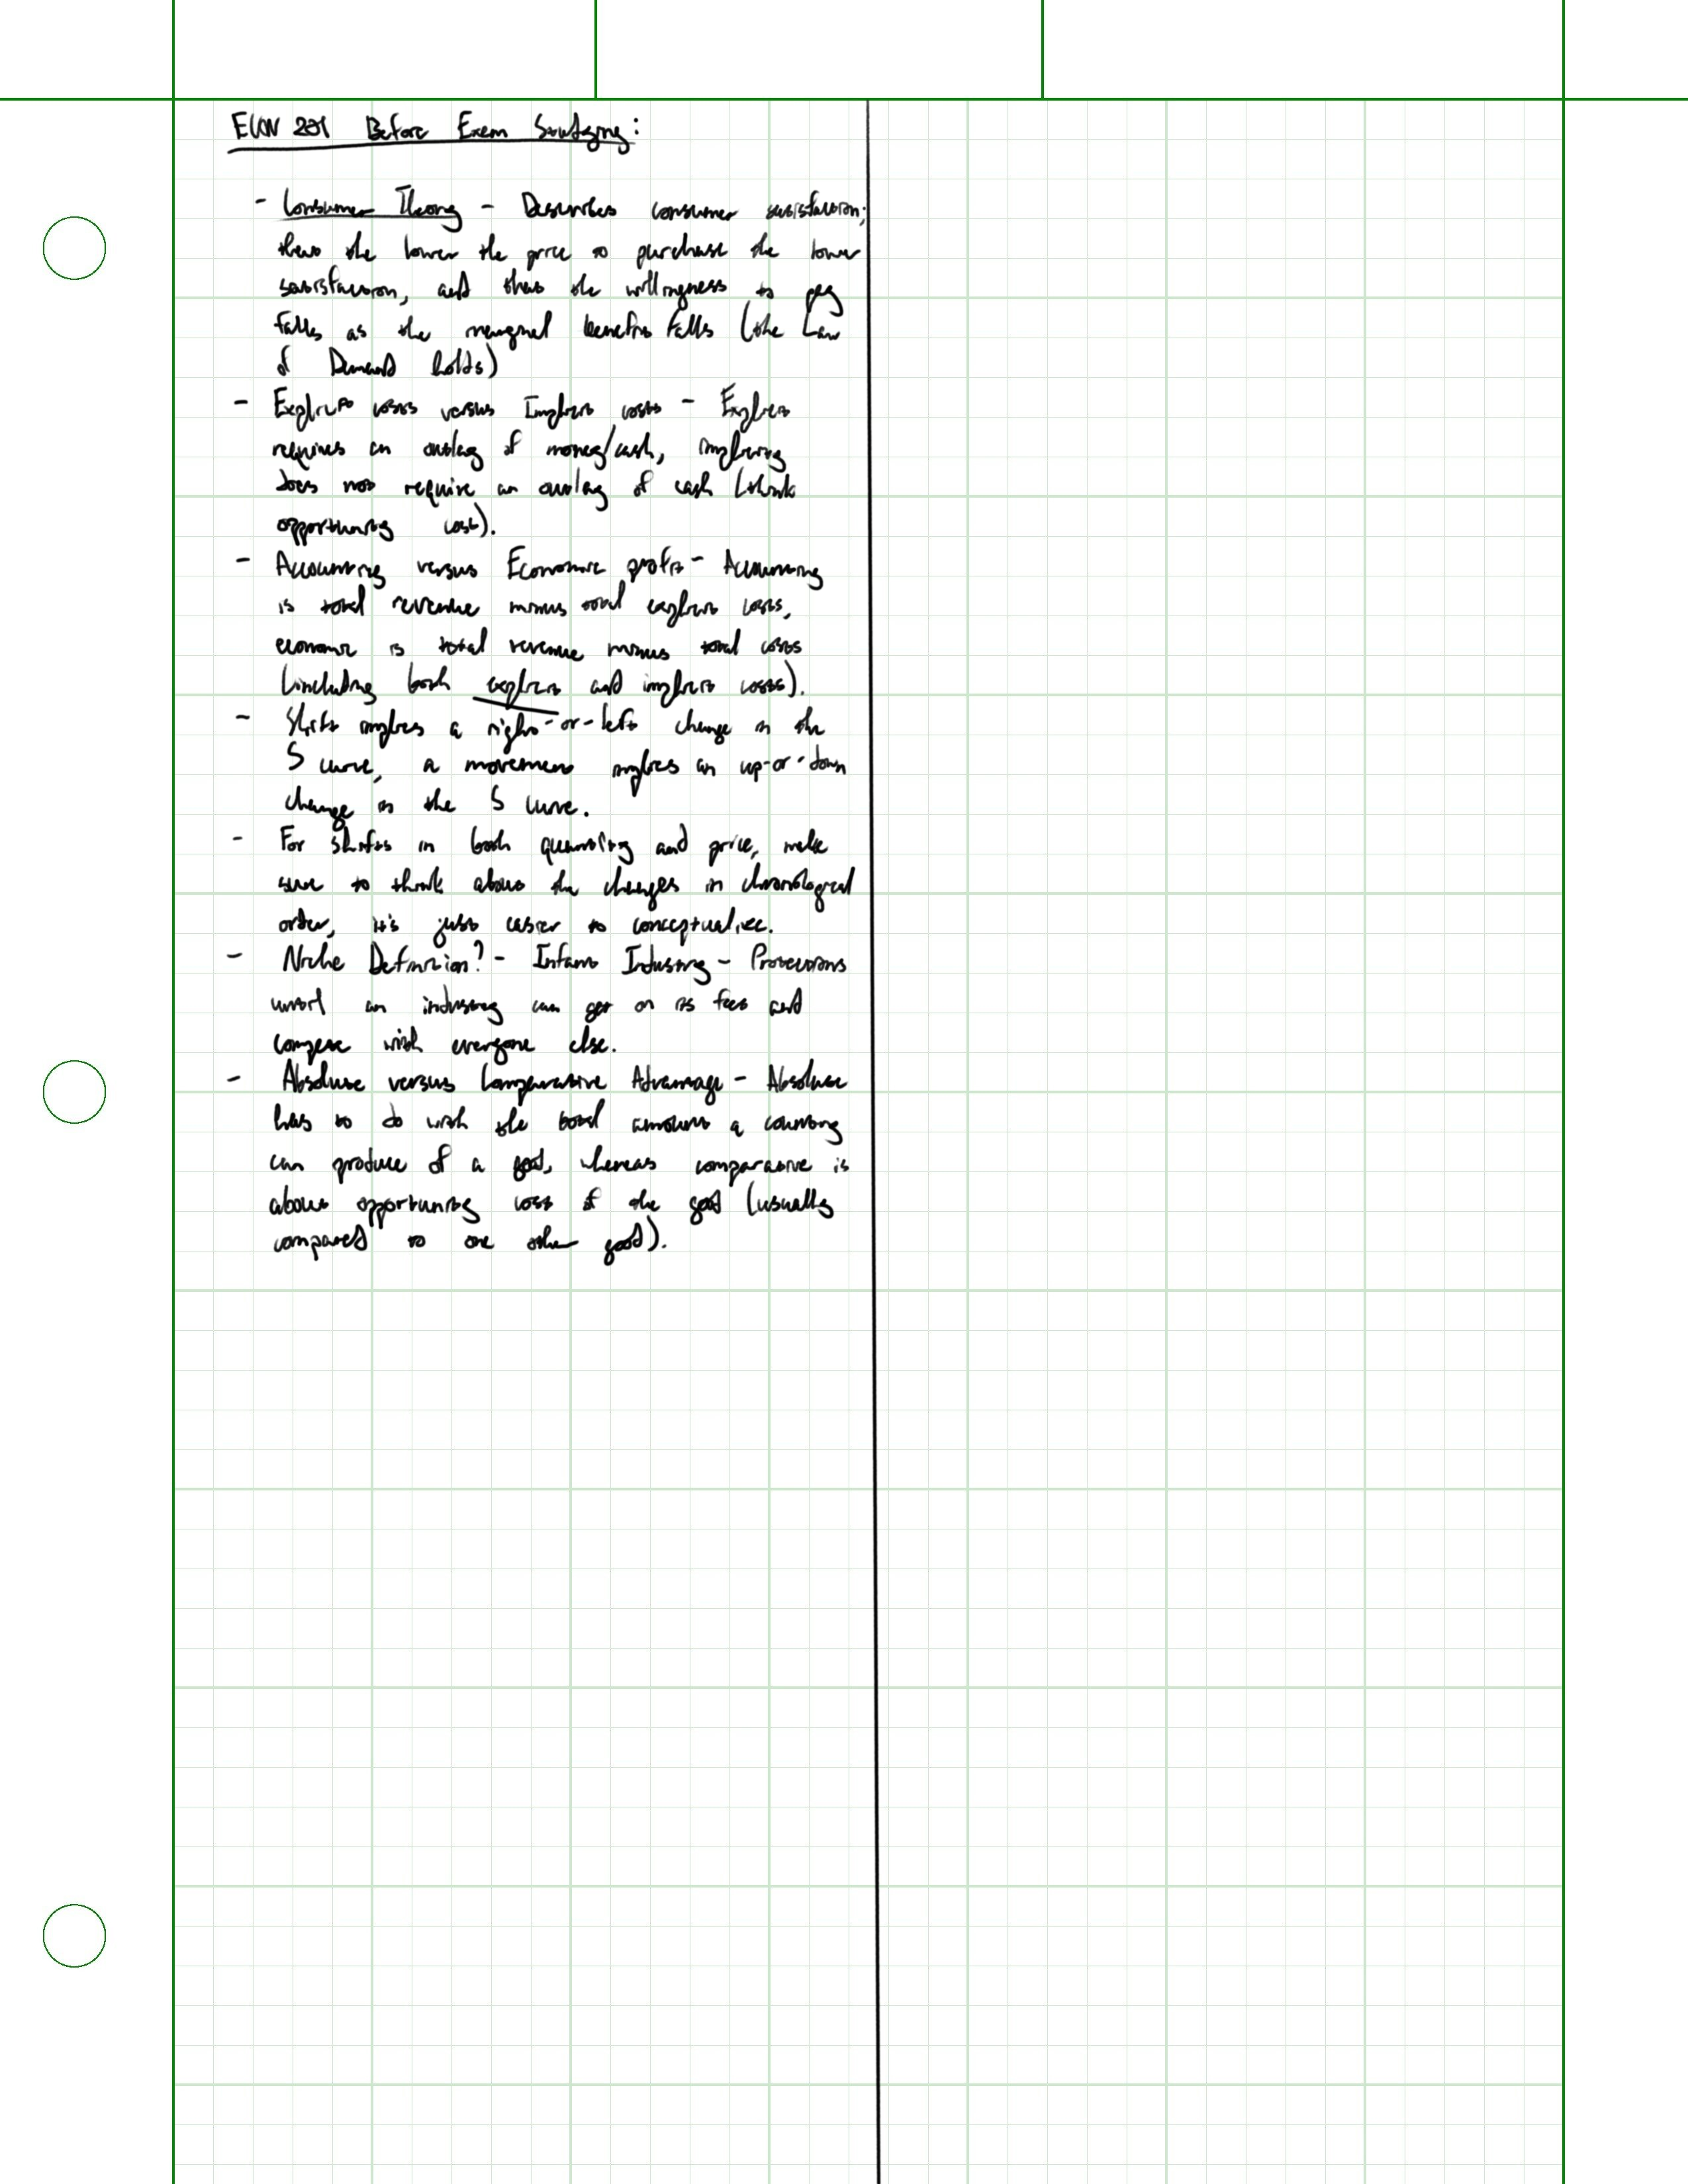 ECON 201 Before Exam Studying:
- Consumer Theory - Describes consumer satisfaction;
that the lower the price to purchase the lower
satisfaction, and that the willingness to pay
falls as the marginal benefit falls (the Law
of Demand holds)
- Explicit costs versus Implicit costs - Explicit
requires an outlay of money/cash, implicit
does not require an outlay of cash (think
opportunity cost).
- Accounting versus Economic profit - Accounting
is total revenue minus total explicit costs,
economic is total revenue minus total costs
(including both explicit and implicit costs).
- Shift implies a right-or-left change in the
S curve, a movement implies an up-or-down
change in the S curve.
- For shifts in both quantity and price, make
sure to think about the changes in chronological
order, it's just easier to conceptualize.
- Niche Definition? - Infant Industry - Protections
until an industry can get on its feet and
compete with everyone else.
- Absolute versus Comparative Advantage - Absolute
has to do with the total amount a country
can produce of a good, whereas comparative is
about opportunity cost of the good (usually
compared to one other good).